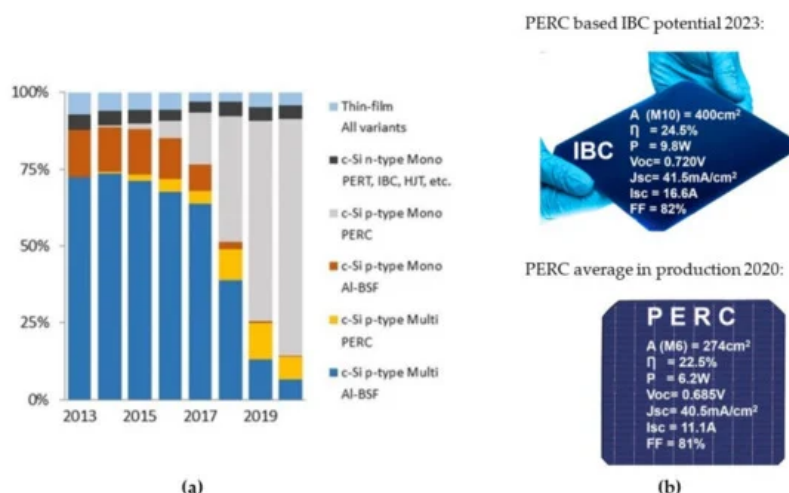 PERC based IBC potential 2023:
100%
75%
50%
25%
0%
2013
2015
2017
2019
Thin-film
All variants
c-Si n-type Mono
PERT, IBC, HJT, etc.
c-Si p-type Mono
PERC
c-Si p-type Mono
Al-BSF
c-Si p-type Multi
PERC
c-Si p-type Multi
Al-BSF
(a)
IBC
A (M10) = 400cm²
η = 24.5%
P = 9.8W
Voc= 0.720V
Jsc= 41.5mA/cm²
Isc = 16.6A
FF = 82%
PERC average in production 2020:
PERC
A (M6) = 274cm²
η = 22.5%
P = 6.2W
Voc= 0.685V
Jsc= 40.5mA/cm²
Isc = 11.1A
FF = 81%
(b)